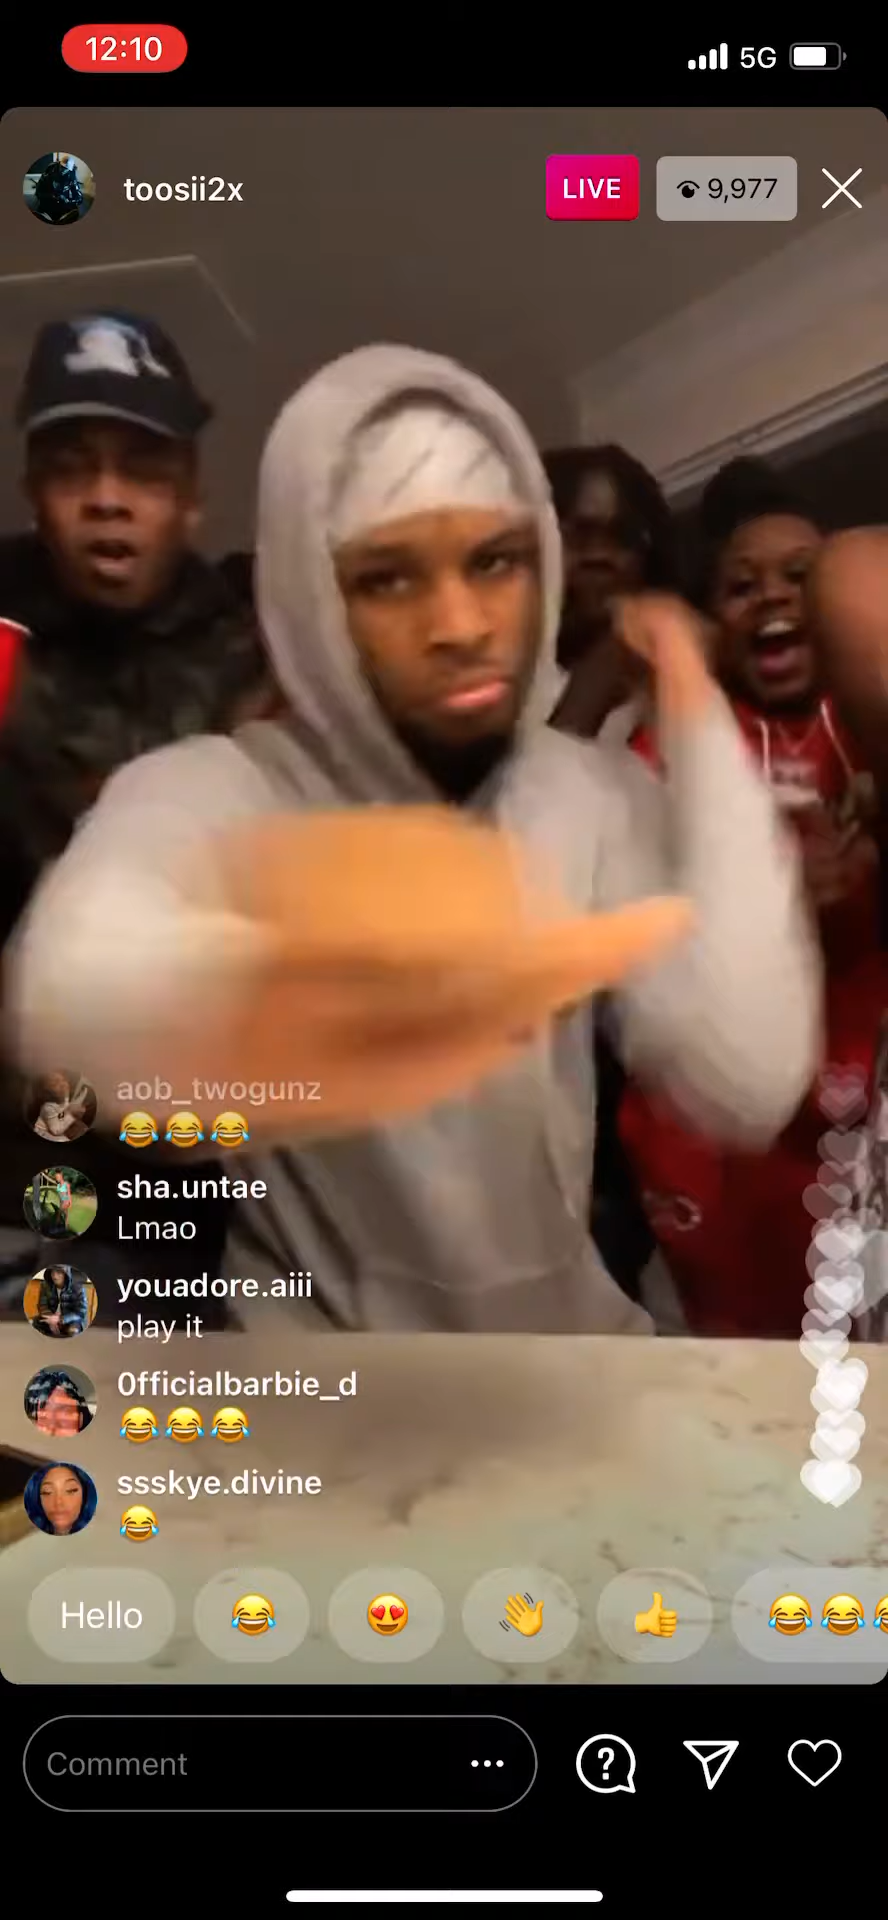 12:10
5G
toosii2x
LIVE
9,977
aob_twogunz
😂😂😂
sha.untae
Lmao
youadore.aiii
play it
0fficialbarbie_d
😂😂😂
ssskye.divine
😂
Hello 😂 😍 👋 👍 😂😂😂
Comment